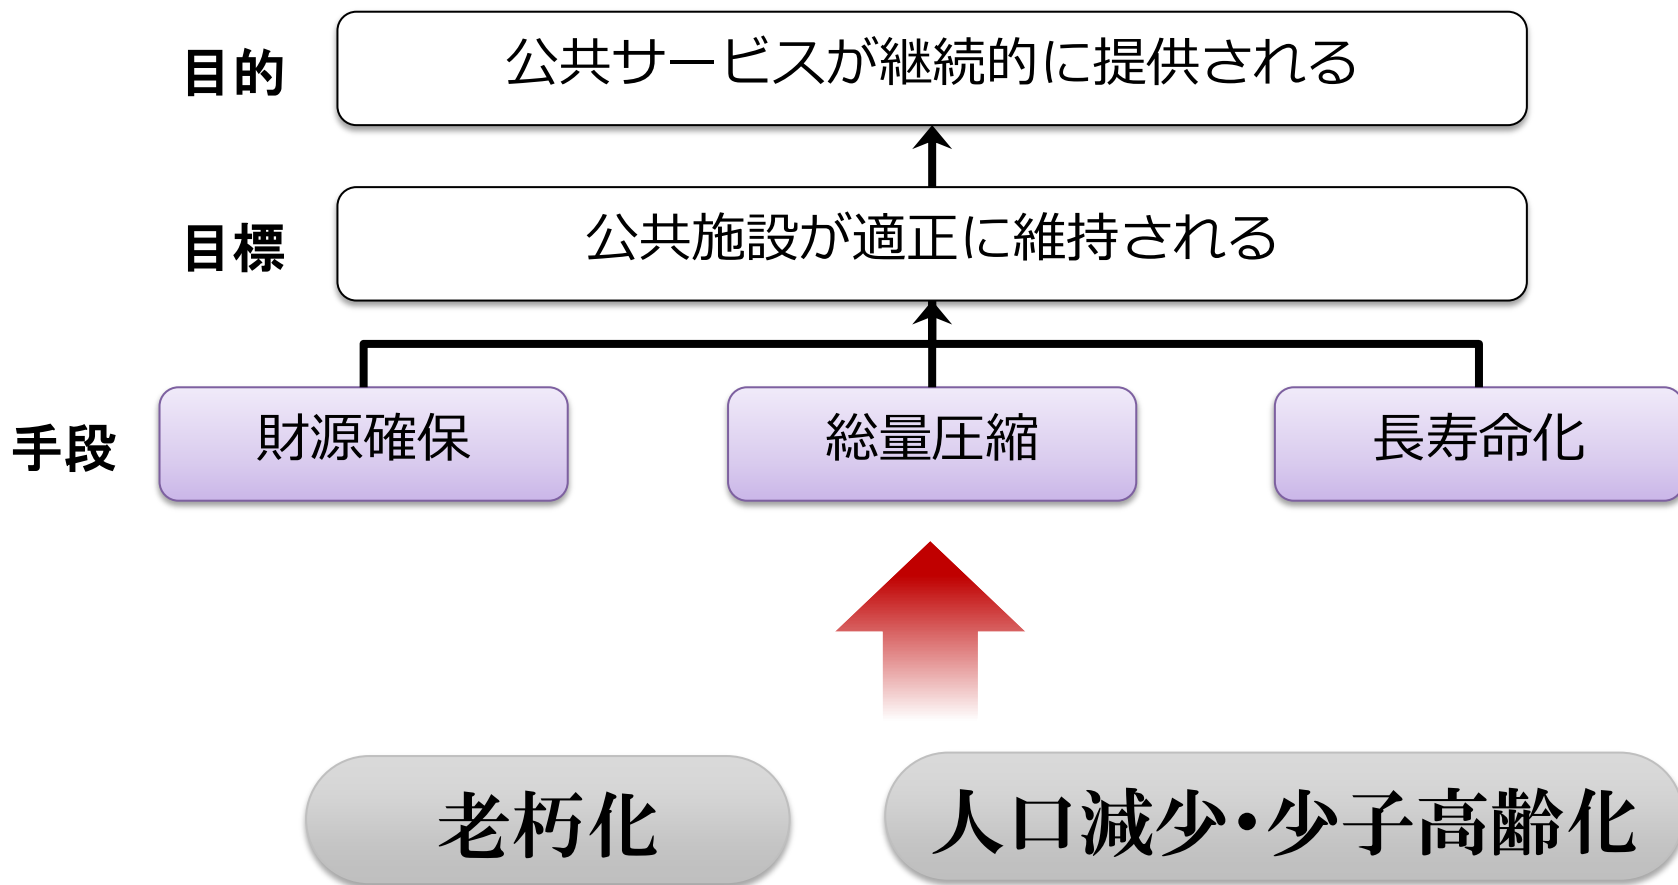 目的
公共サービスが継続的に提供される
目標
公共施設が適正に維持される
手段
財源確保
総量圧縮
長寿命化
老朽化
人口減少・少子高齢化